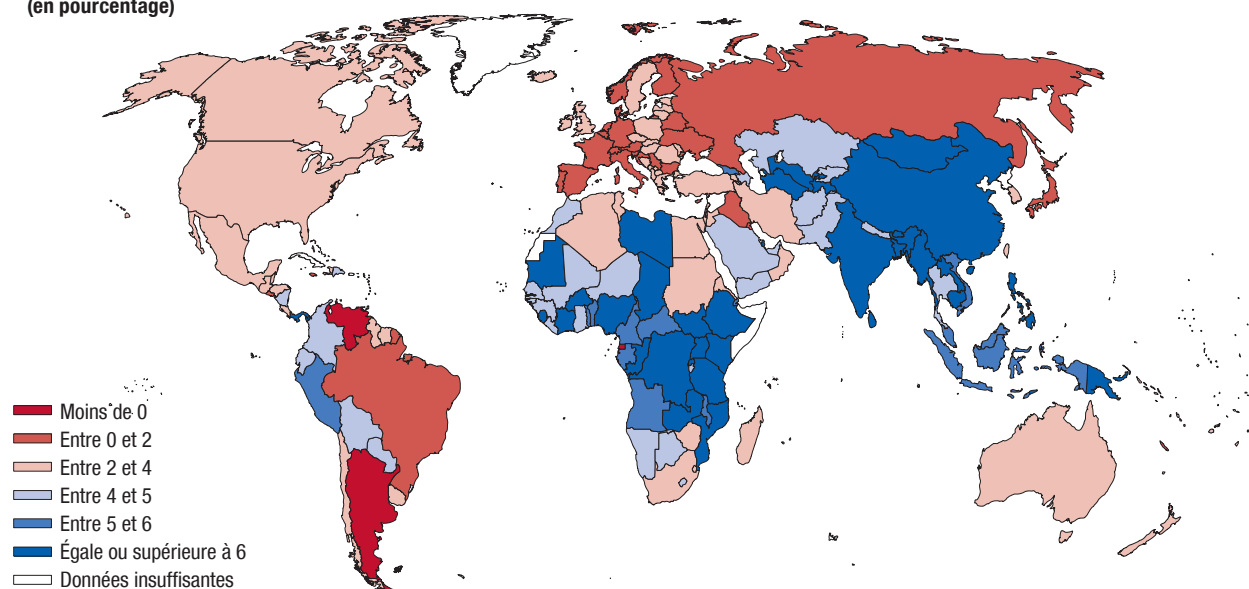 (en pourcentage)
Moins de 0
Entre 0 et 2
Entre 2 et 4
Entre 4 et 5
Entre 5 et 6
Égale ou supérieure à 6
Données insuffisantes